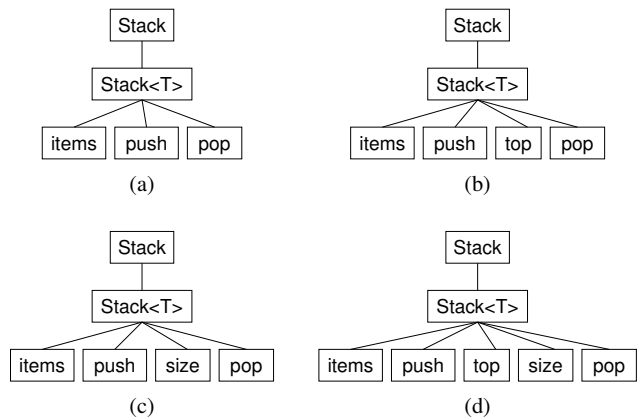 Stack
Stack<T>
items push pop
(a)
Stack
Stack<T>
items push top pop
(b)
Stack
Stack<T>
items push size pop
(c)
Stack
Stack<T>
items push top size pop
(d)